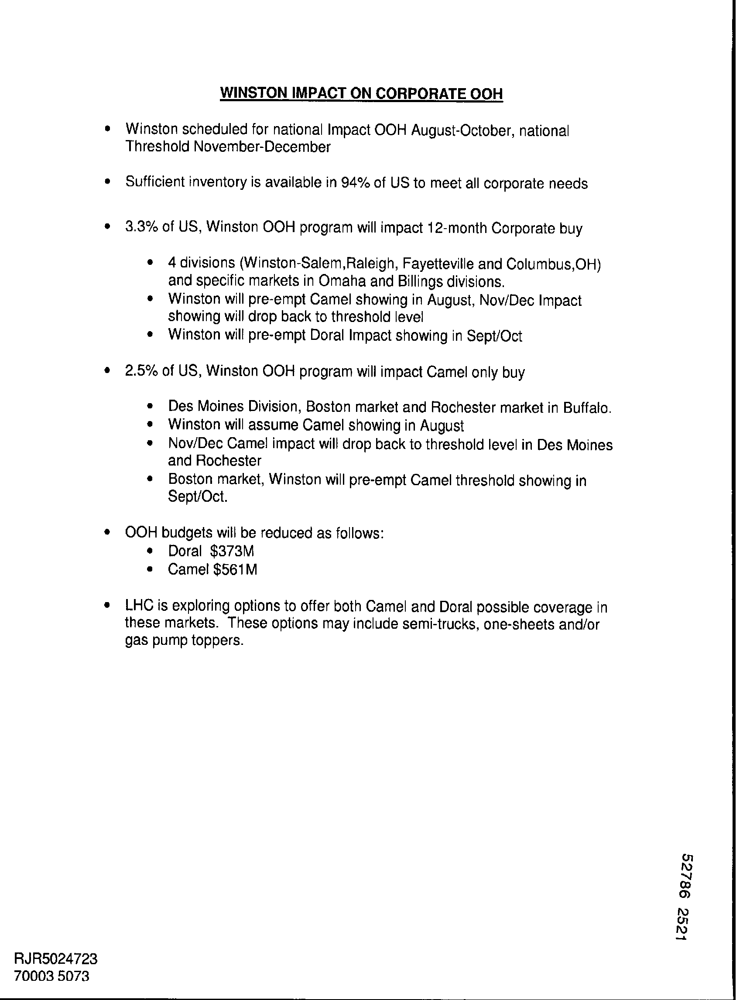 WINSTON IMPACT ON CORPORATE OOH
• Winston scheduled for national Impact OOH August-October, national
Threshold November-December
• Sufficient inventory is available in 94% of US to meet all corporate needs
• 3.3% of US, Winston OOH program will impact 12-month Corporate buy
• 4 divisions (Winston-Salem,Raleigh, Fayetteville and Columbus,OH)
and specific markets in Omaha and Billings divisions.
• Winston will pre-empt Camel showing in August, Nov/Dec Impact
showing will drop back to threshold level
• Winston will pre-empt Doral Impact showing in Sept/Oct
• 2.5% of US, Winston OOH program will impact Camel only buy
• Des Moines Division, Boston market and Rochester market in Buffalo.
• Winston will assume Camel showing in August
• Nov/Dec Camel impact will drop back to threshold level in Des Moines
and Rochester
• Boston market, Winston will pre-empt Camel threshold showing in
Sept/Oct.
• OOH budgets will be reduced as follows:
• Doral $373M
• Camel $561M
• LHC is exploring options to offer both Camel and Doral possible coverage in
these markets. These options may include semi-trucks, one-sheets and/or
gas pump toppers.
52786 2521
RJR5024723
70003 5073